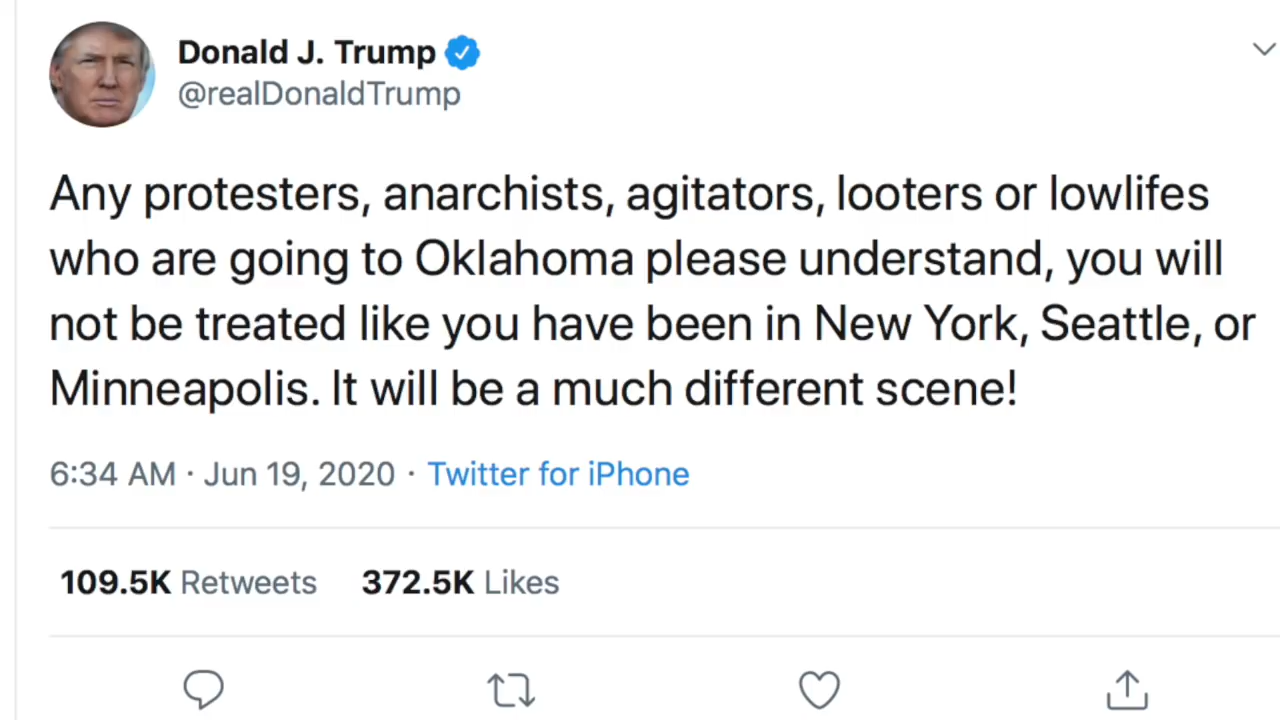 Donald J. Trump
@realDonaldTrump
Any protesters, anarchists, agitators, looters or lowlifes
who are going to Oklahoma please understand, you will
not be treated like you have been in New York, Seattle, or
Minneapolis. It will be a much different scene!
6:34 AM · Jun 19, 2020 · Twitter for iPhone
109.5K Retweets 372.5K Likes